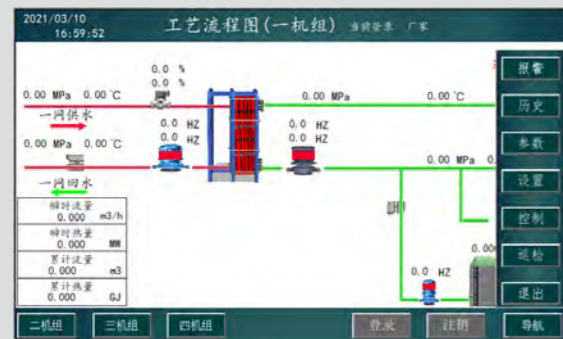 2021/03/10
16:59:52
工艺流程图(一机组) 当前登录 厂家
0.0 %
0.0 %
0.00 MPa 0.00 ℃
一网供水
0.00 MPa 0.00 ℃
报警
历史
0.0 HZ
0.0 HZ
0.0 HZ
0.0 HZ
参数
0.00 MPa 0.00 ℃
0.00 MPa
一网回水
设置
瞬时流量
0.000 m3/h
控制
瞬时热量
0.000 MW
巡检
累计流量
0.000 m3
0.0 HZ
累计热量
0.000 GJ
退出
二机组 三机组 四机组 登录 注销 导航